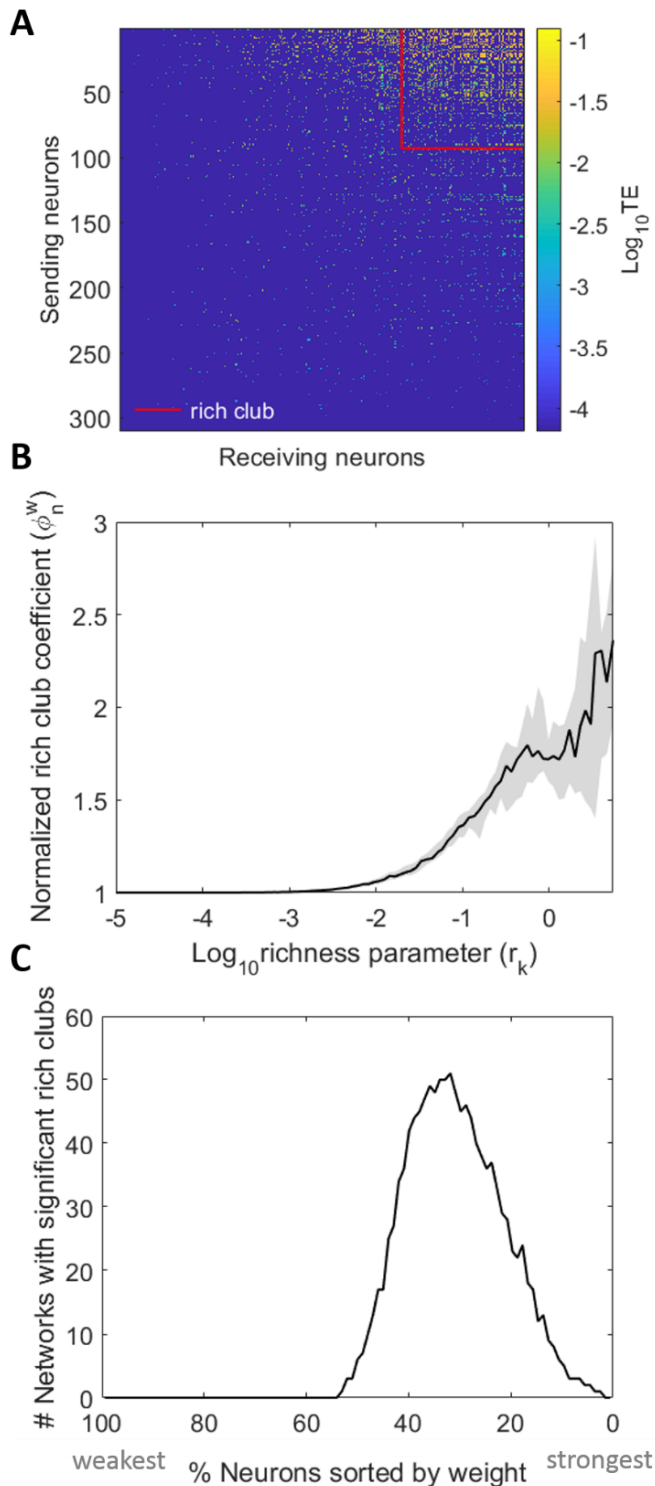 A
Sending neurons
50
100
150
200
250
300
rich club
Receiving neurons
-1
-1.5
-2
-2.5
-3
-3.5
-4
Log10TE
B
Normalized rich club coefficient (ϕnw)
3
2.5
2
1.5
1
-5 -4 -3 -2 -1 0
Log10richness parameter (rk)
C
# Networks with significant rich clubs
60
50
40
30
20
10
0
100 80 60 40 20 0
weakest strongest
% Neurons sorted by weight